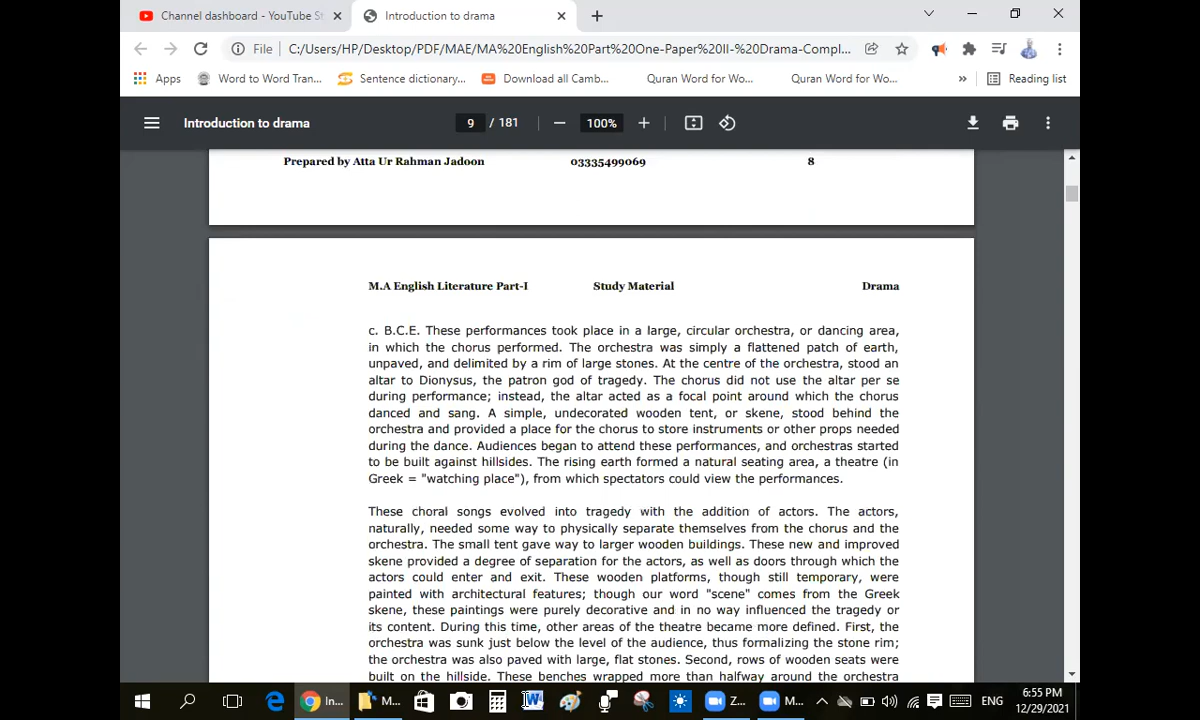 Channel dashboard - YouTube St
Introduction to drama
File
C:/Users/HP/Desktop/PDF/MAE/MA%20English%20Part%20One-Paper%20II-%20Drama-Compl...
Apps
Word to Word Tran...
Sentence dictionary...
Download all Camb...
Quran Word for Wo...
Quran Word for Wo...
»
Reading list
Introduction to drama
9 / 181
100%
Prepared by Atta Ur Rahman Jadoon 03335499069 8
M.A English Literature Part-I Study Material Drama
c. B.C.E. These performances took place in a large, circular orchestra, or dancing area,
in which the chorus performed. The orchestra was simply a flattened patch of earth,
unpaved, and delimited by a rim of large stones. At the centre of the orchestra, stood an
altar to Dionysus, the patron god of tragedy. The chorus did not use the altar per se
during performance; instead, the altar acted as a focal point around which the chorus
danced and sang. A simple, undecorated wooden tent, or skene, stood behind the
orchestra and provided a place for the chorus to store instruments or other props needed
during the dance. Audiences began to attend these performances, and orchestras started
to be built against hillsides. The rising earth formed a natural seating area, a theatre (in
Greek = "watching place"), from which spectators could view the performances.
These choral songs evolved into tragedy with the addition of actors. The actors,
naturally, needed some way to physically separate themselves from the chorus and the
orchestra. The small tent gave way to larger wooden buildings. These new and improved
skene provided a degree of separation for the actors, as well as doors through which the
actors could enter and exit. These wooden platforms, though still temporary, were
painted with architectural features; though our word "scene" comes from the Greek
skene, these paintings were purely decorative and in no way influenced the tragedy or
its content. During this time, other areas of the theatre became more defined. First, the
orchestra was sunk just below the level of the audience, thus formalizing the stone rim;
the orchestra was also paved with large, flat stones. Second, rows of wooden seats were
built on the hillside. These benches wrapped more than halfway around the orchestra
In...
M...
Z...
M...
ENG
6:55 PM
12/29/2021